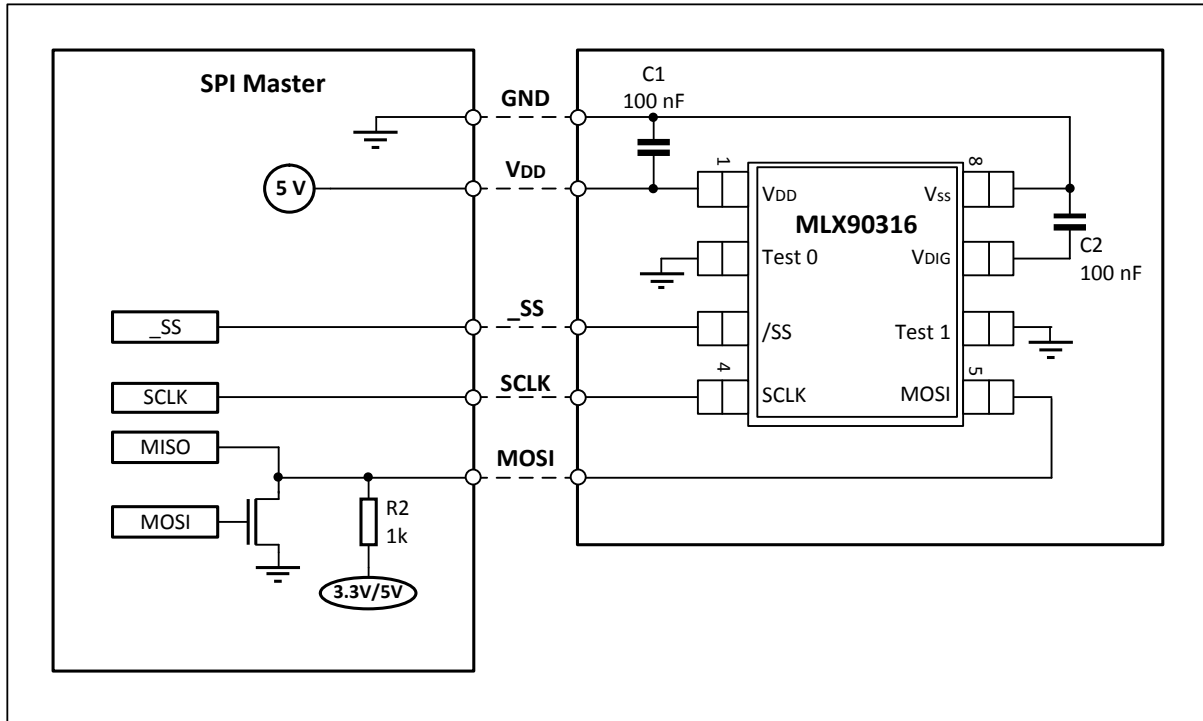 SPI Master
GND
C1
100 nF
5 V
VDD
1
8
VDD
Vss
MLX90316
C2
100 nF
Test 0
VDIG
_SS
_SS
/SS
Test 1
SCLK
SCLK
4
5
SCLK
MOSI
MISO
MOSI
MOSI
R2
1k
3.3V/5V